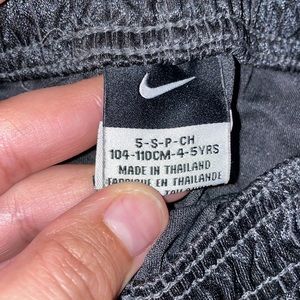 5-S-P-CH
104-110CM-4-5YRS
MADE IN THAILAND
FABRIQUE EN THAILANDE